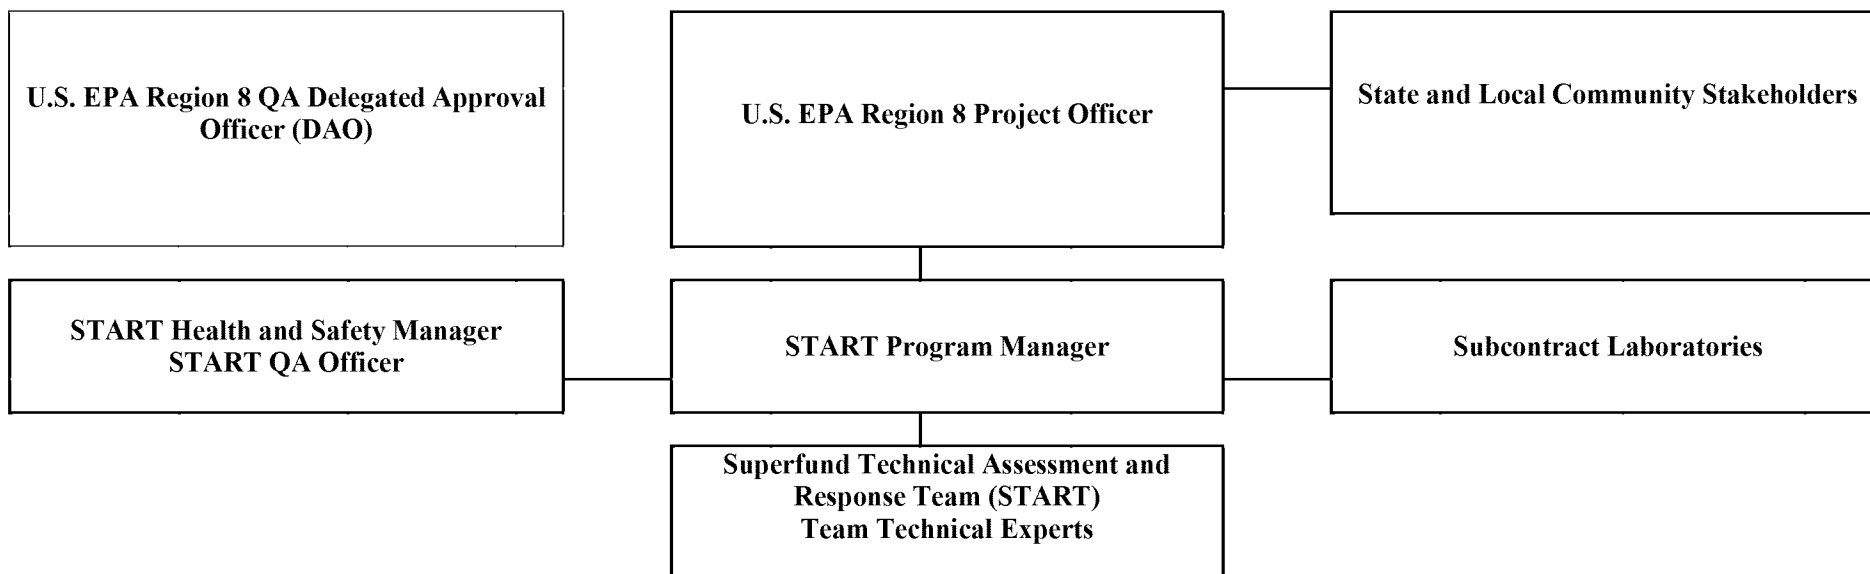 U.S. EPA Region 8 QA Delegated Approval
Officer (DAO)
U.S. EPA Region 8 Project Officer
State and Local Community Stakeholders
START Health and Safety Manager
START QA Officer
START Program Manager
Subcontract Laboratories
Superfund Technical Assessment and
Response Team (START)
Team Technical Experts